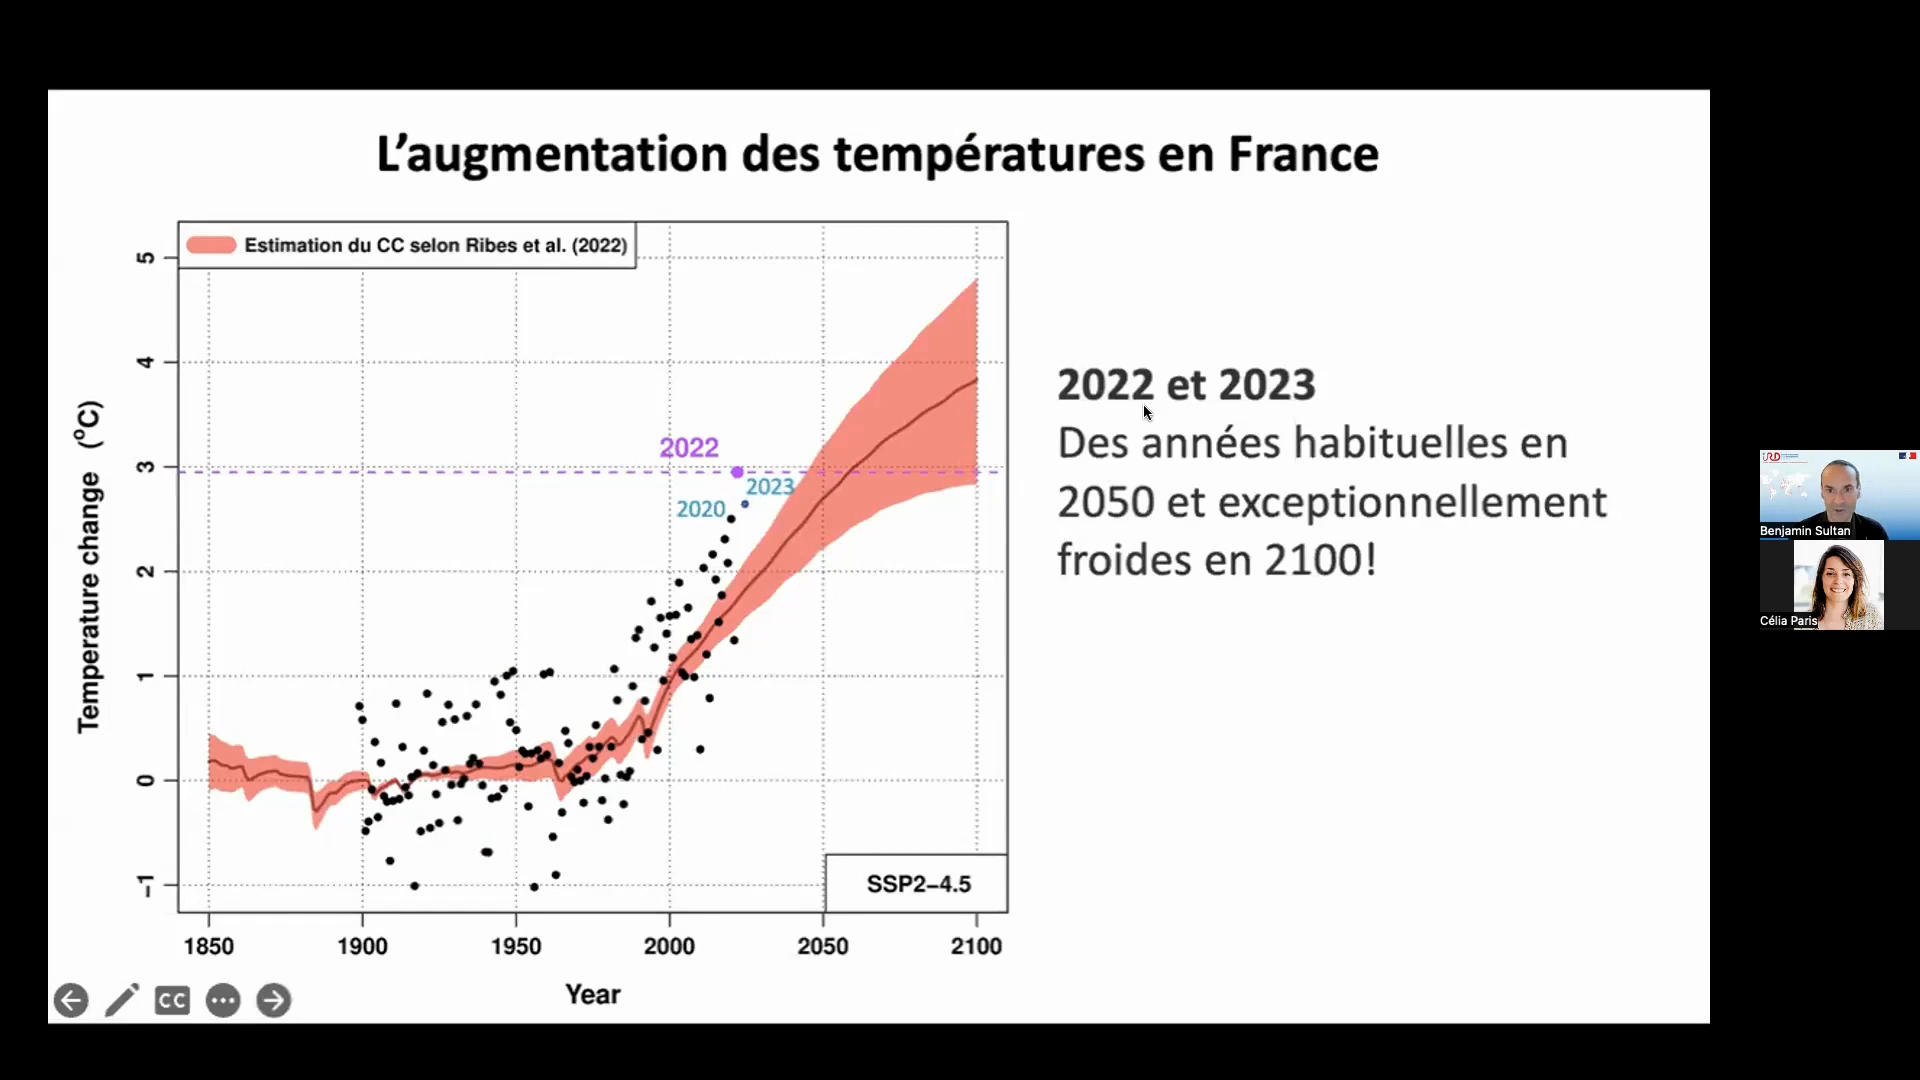 L'augmentation des températures en France
Estimation du CC selon Ribes et al. (2022)
Temperature change (°C)
5
4
3
2
1
0
−1
2022
2023
2020
SSP2−4.5
1850 1900 1950 2000 2050 2100
Year
2022 et 2023
Des années habituelles en
2050 et exceptionnellement
froides en 2100!
CC
IRD
Benjamin Sultan
Célia Paris